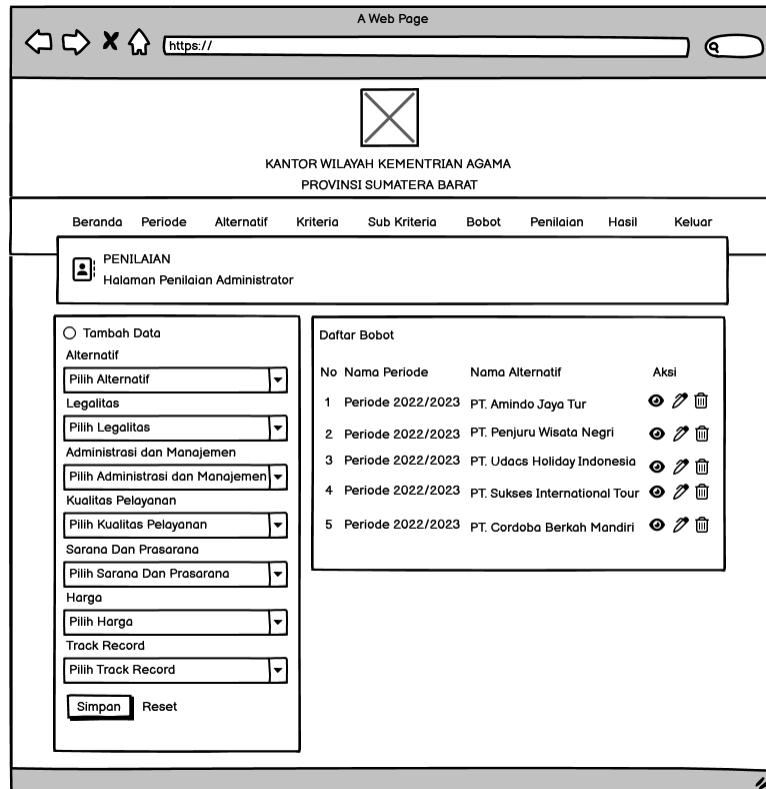 A Web Page
https://
KANTOR WILAYAH KEMENTRIAN AGAMA
PROVINSI SUMATERA BARAT
Beranda Periode Alternatif Kriteria Sub Kriteria Bobot Penilaian Hasil Keluar
PENILAIAN
Halaman Penilaian Administrator
Tambah Data
Alternatif
Pilih Alternatif
Legalitas
Pilih Legalitas
Administrasi dan Manajemen
Pilih Administrasi dan Manajemen
Kualitas Pelayanan
Pilih Kualitas Pelayanan
Sarana Dan Prasarana
Pilih Sarana Dan Prasarana
Harga
Pilih Harga
Track Record
Pilih Track Record
Simpan Reset
Daftar Bobot
No Nama Periode Nama Alternatif Aksi
1 Periode 2022/2023 PT. Amindo Jaya Tur
2 Periode 2022/2023 PT. Penjuru Wisata Negri
3 Periode 2022/2023 PT. Udacs Holiday Indonesia
4 Periode 2022/2023 PT. Sukses International Tour
5 Periode 2022/2023 PT. Cordoba Berkah Mandiri